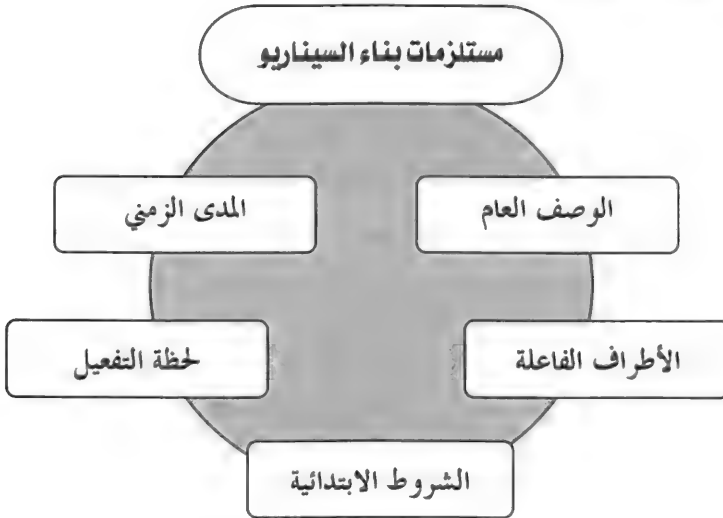 مستلزمات بناء السيناريو
الوصف العام
المدى الزمني
الأطراف الفاعلة
لحظة التفعيل
الشروط الابتدائية